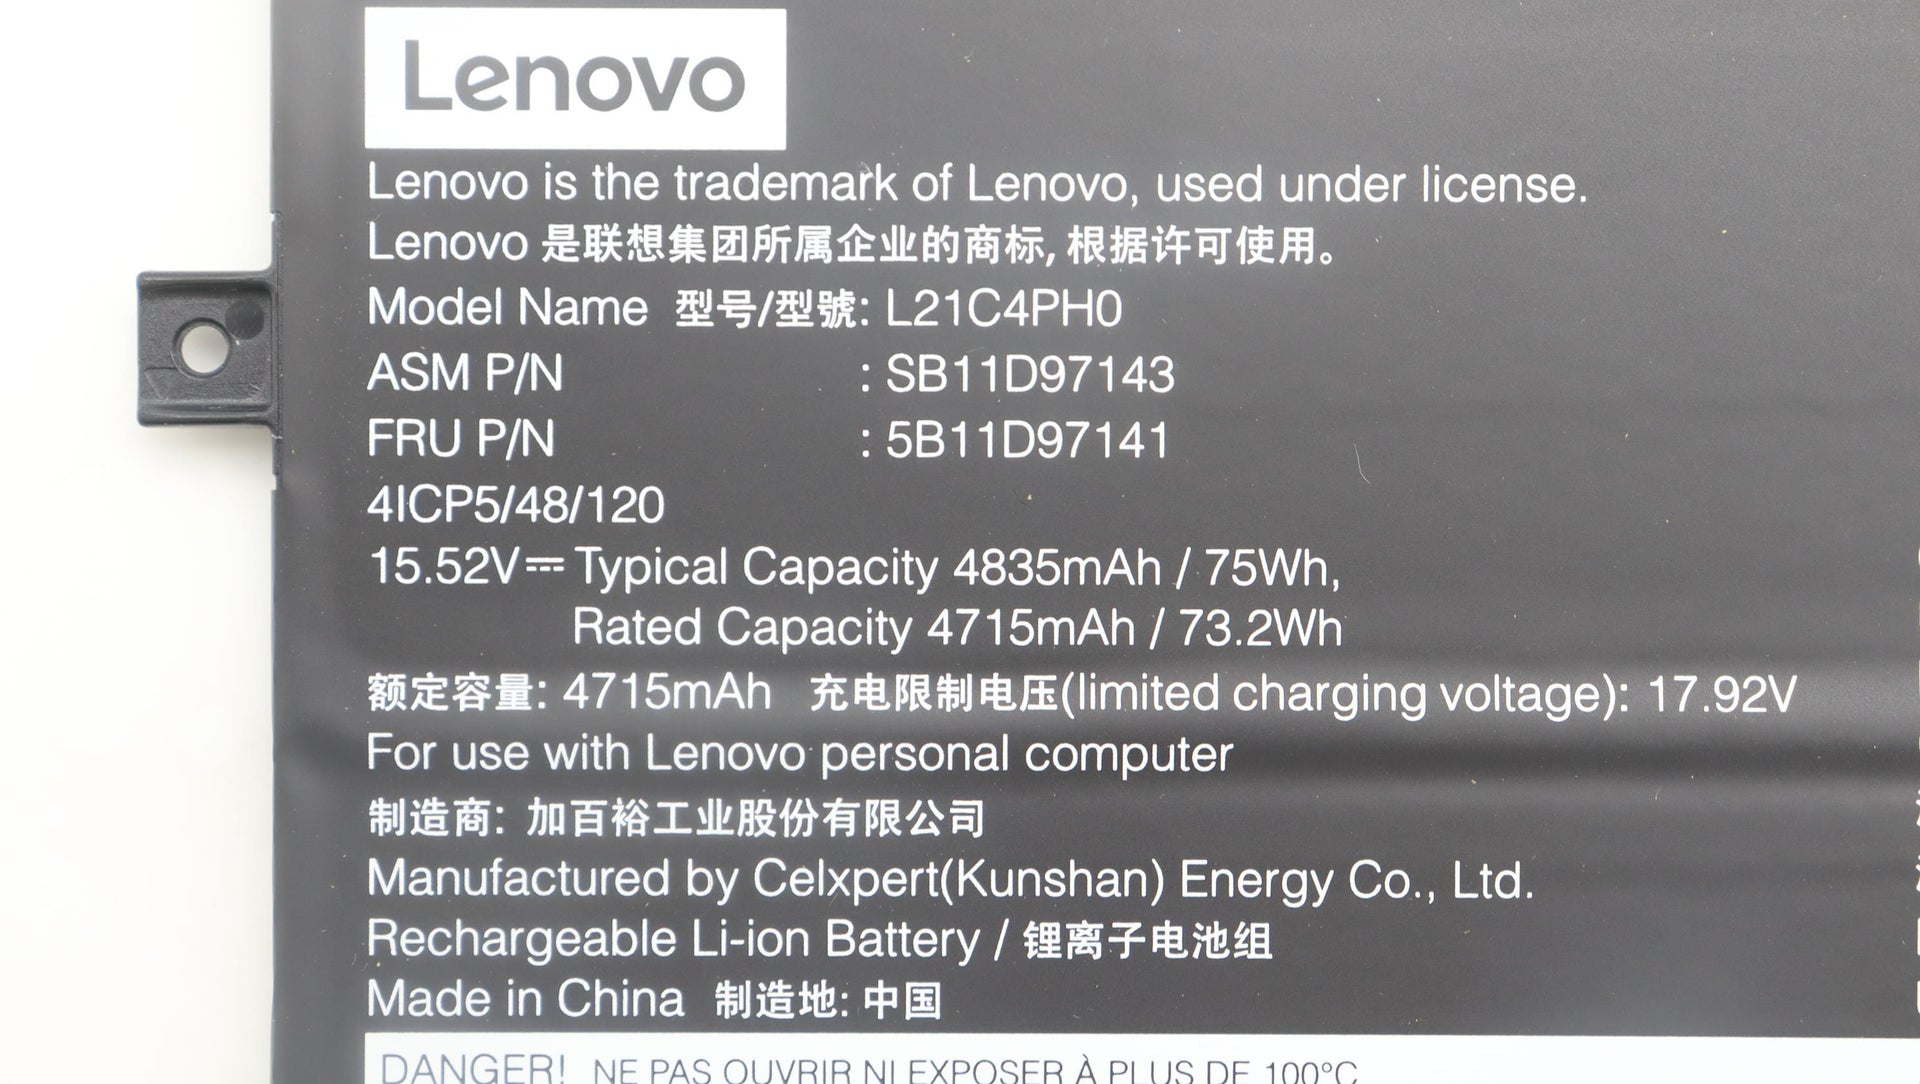 Lenovo
Lenovo is the trademark of Lenovo, used under license.
Lenovo 是联想集团所属企业的商标, 根据许可使用。
Model Name 型号/型號: L21C4PH0
ASM P/N : SB11D97143
FRU P/N : 5B11D97141
4ICP5/48/120
15.52V⎓ Typical Capacity 4835mAh / 75Wh,
Rated Capacity 4715mAh / 73.2Wh
额定容量: 4715mAh 充电限制电压(limited charging voltage): 17.92V
For use with Lenovo personal computer
制造商: 加百裕工业股份有限公司
Manufactured by Celxpert(Kunshan) Energy Co., Ltd.
Rechargeable Li-ion Battery / 锂离子电池组
Made in China 制造地: 中国
DANGER! NE PAS OUVRIR NI EXPOSER À PLUS DE 100°C